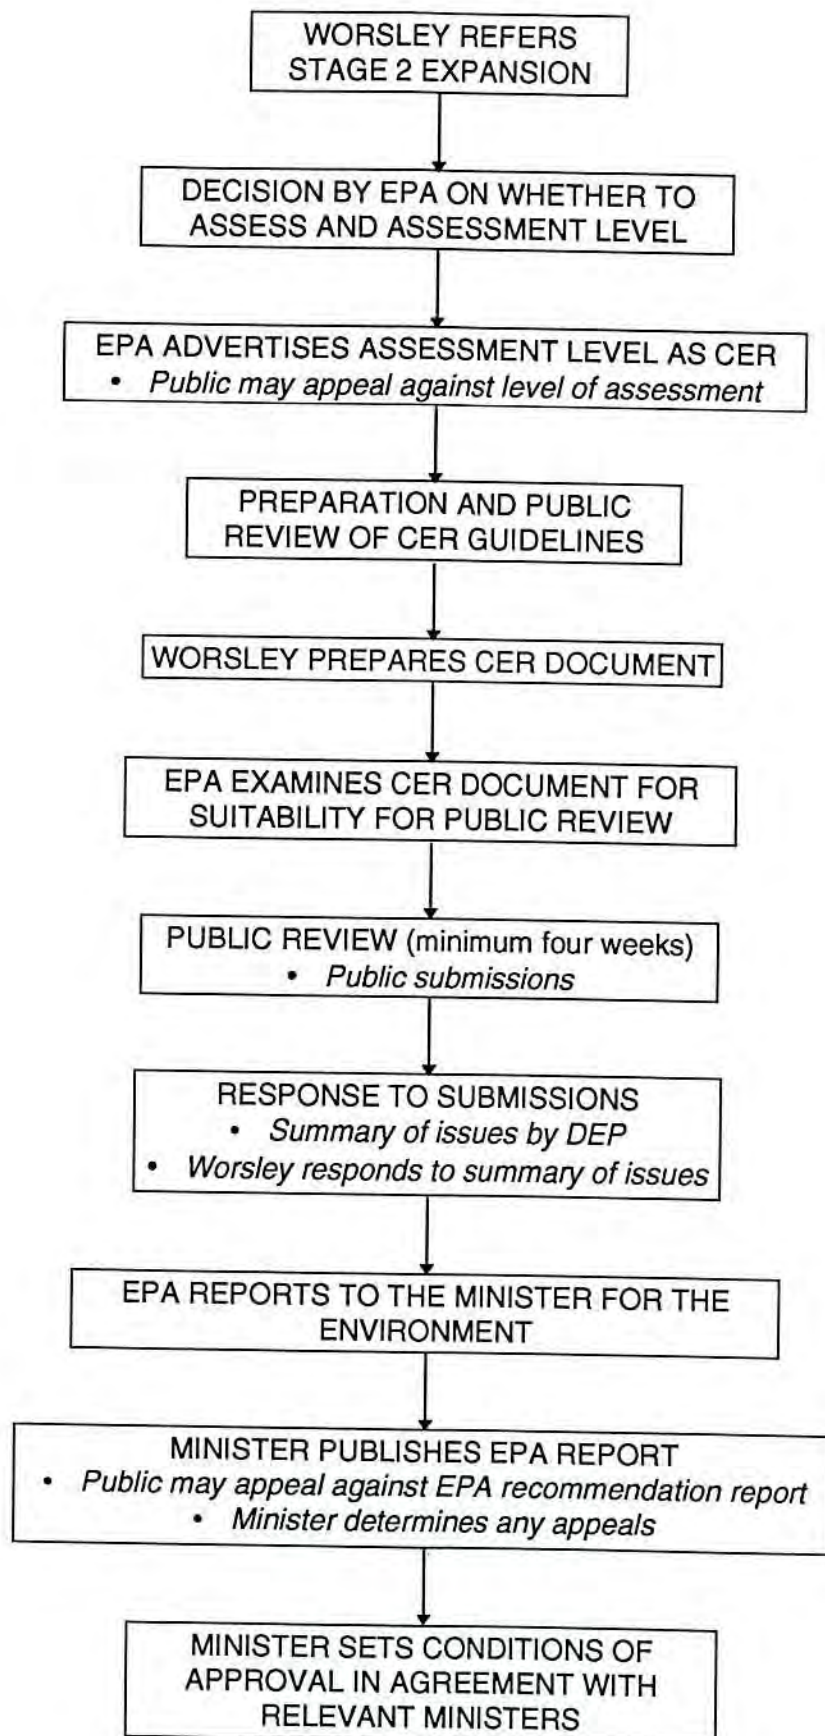 WORSLEY REFERS
STAGE 2 EXPANSION
DECISION BY EPA ON WHETHER TO
ASSESS AND ASSESSMENT LEVEL
EPA ADVERTISES ASSESSMENT LEVEL AS CER
• Public may appeal against level of assessment
PREPARATION AND PUBLIC
REVIEW OF CER GUIDELINES
WORSLEY PREPARES CER DOCUMENT
EPA EXAMINES CER DOCUMENT FOR
SUITABILITY FOR PUBLIC REVIEW
PUBLIC REVIEW (minimum four weeks)
• Public submissions
RESPONSE TO SUBMISSIONS
• Summary of issues by DEP
• Worsley responds to summary of issues
EPA REPORTS TO THE MINISTER FOR THE
ENVIRONMENT
MINISTER PUBLISHES EPA REPORT
• Public may appeal against EPA recommendation report
• Minister determines any appeals
MINISTER SETS CONDITIONS OF
APPROVAL IN AGREEMENT WITH
RELEVANT MINISTERS